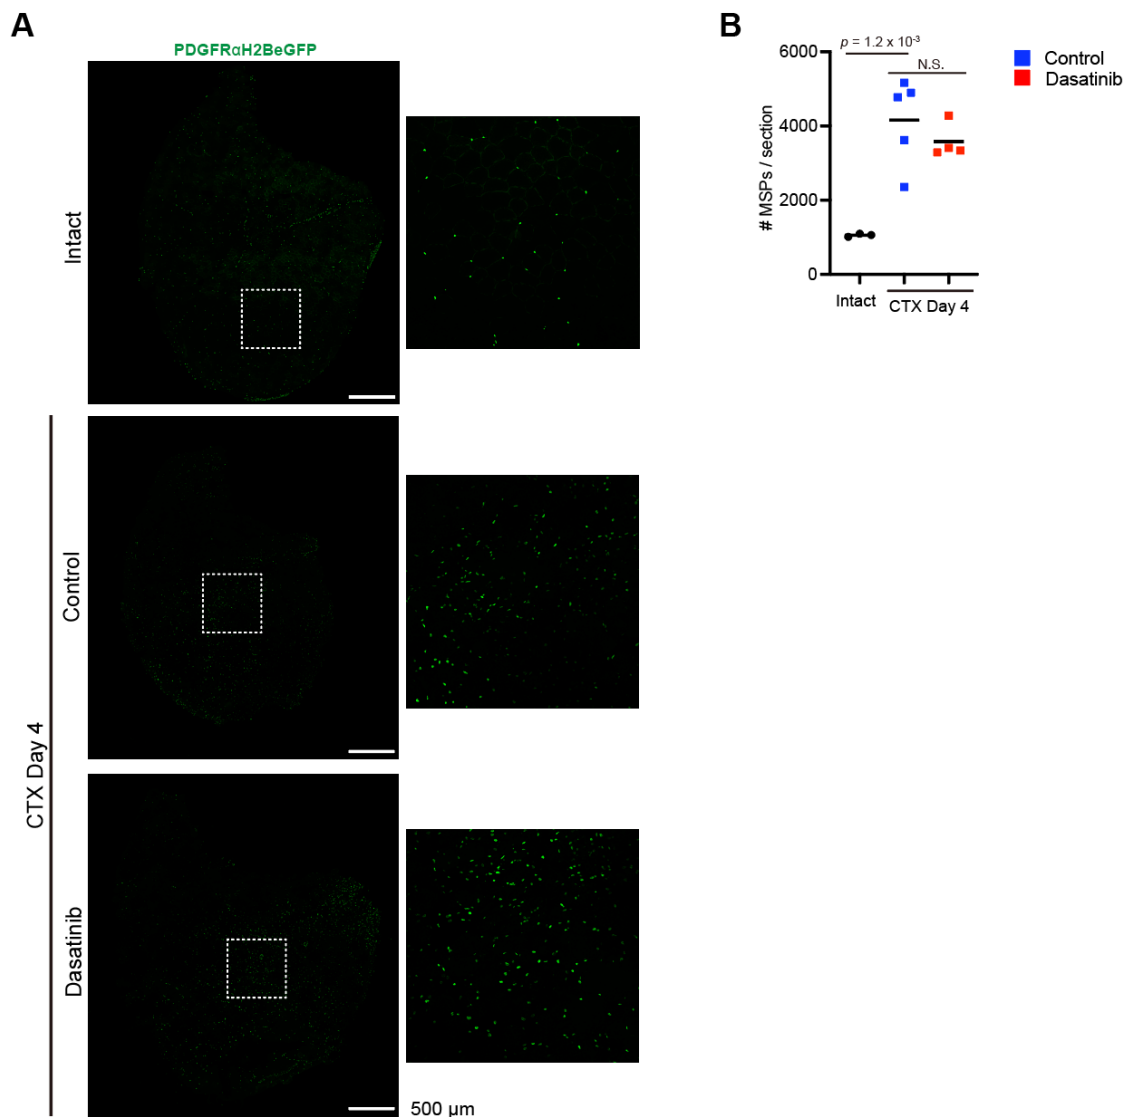 A
PDGFRαH2BeGFP
Intact
Control
CTX Day 4
Dasatinib
500 µm
B
p = 1.2 x 10⁻³
N.S.
Control
Dasatinib
# MSPs / section
6000
4000
2000
0
Intact
CTX Day 4